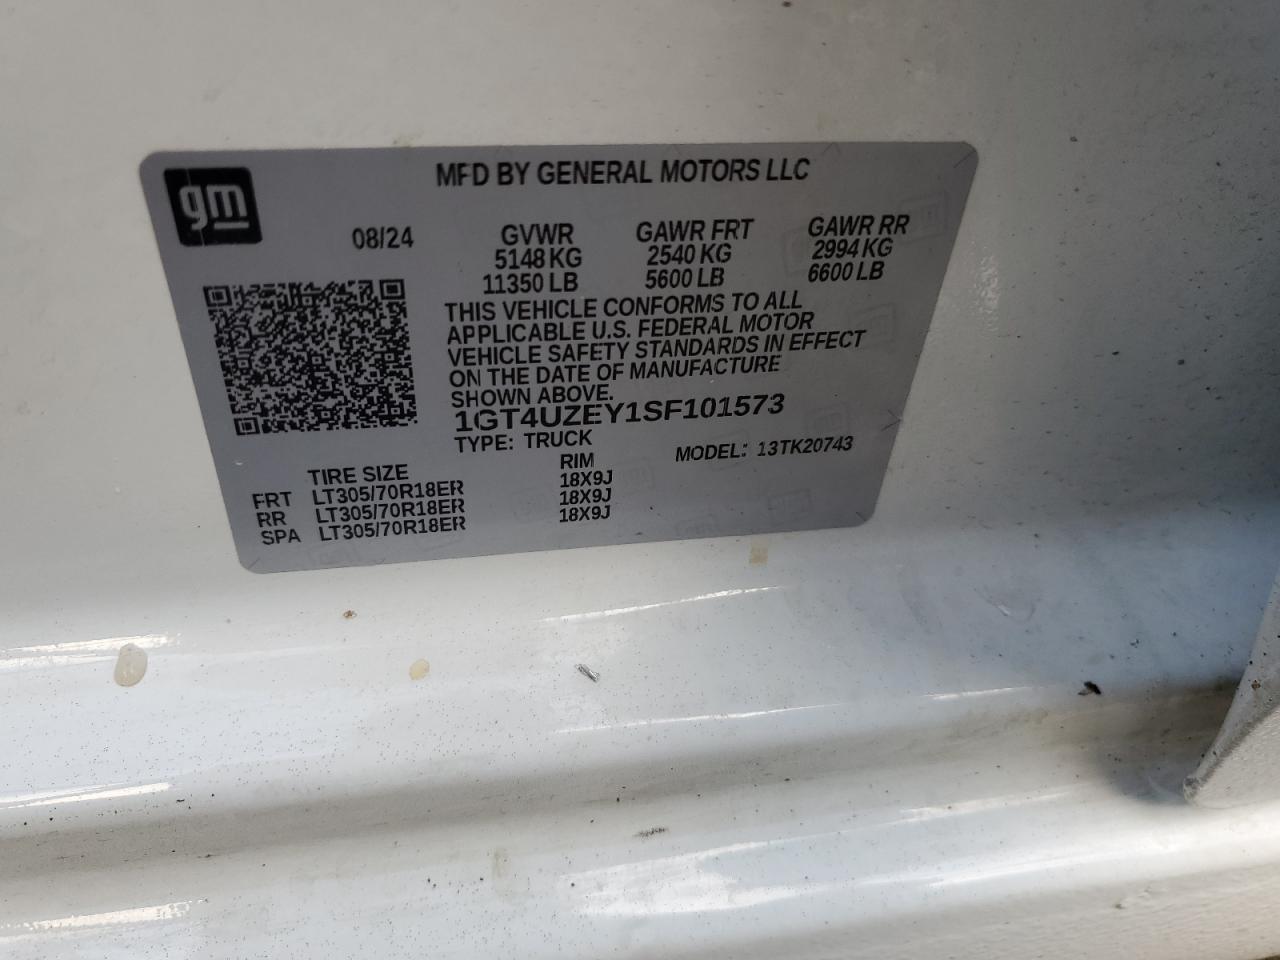 gm
MFD BY GENERAL MOTORS LLC
08/24 GVWR GAWR FRT GAWR RR
5148 KG 2540 KG 2994 KG
11350 LB 5600 LB 6600 LB
THIS VEHICLE CONFORMS TO ALL
APPLICABLE U.S. FEDERAL MOTOR
VEHICLE SAFETY STANDARDS IN EFFECT
ON THE DATE OF MANUFACTURE
SHOWN ABOVE.
1GT4UZEY1SF101573
TYPE: TRUCK MODEL: 13TK20743
TIRE SIZE RIM
FRT LT305/70R18ER 18X9J
RR LT305/70R18ER 18X9J
SPA LT305/70R18ER 18X9J